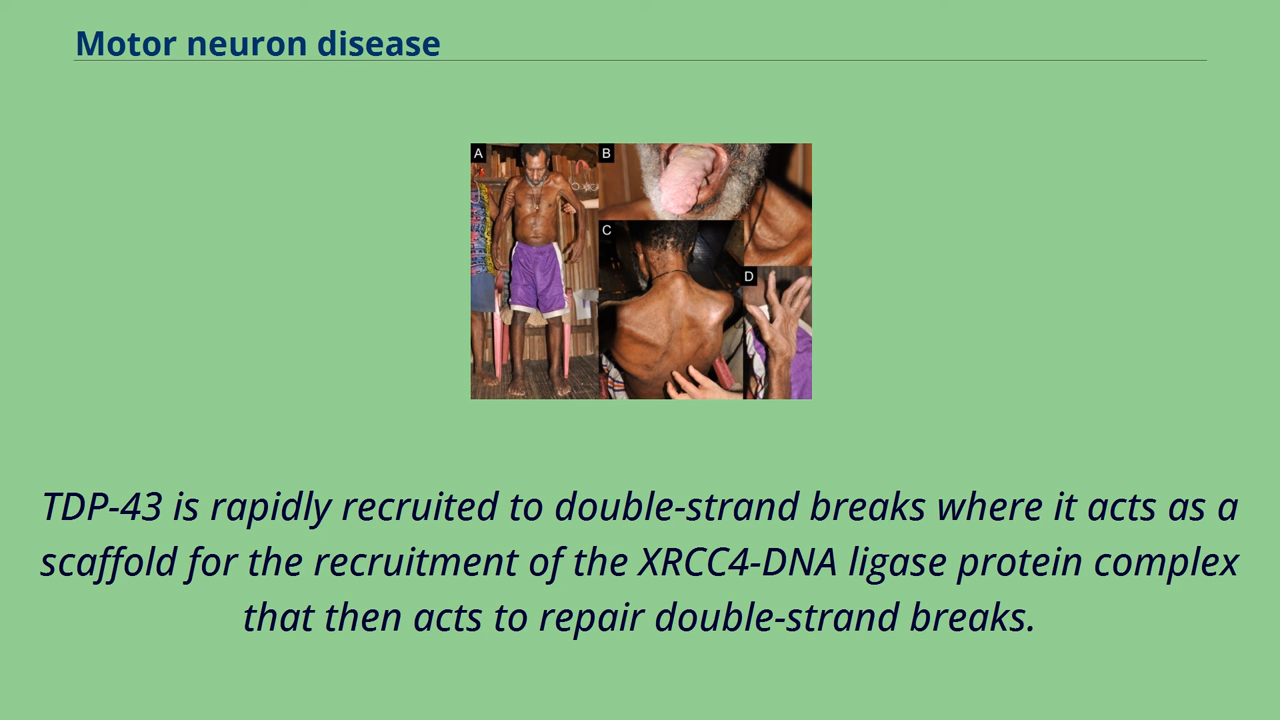 Motor neuron disease
A
B
C
D
TDP-43 is rapidly recruited to double-strand breaks where it acts as a
scaffold for the recruitment of the XRCC4-DNA ligase protein complex
that then acts to repair double-strand breaks.